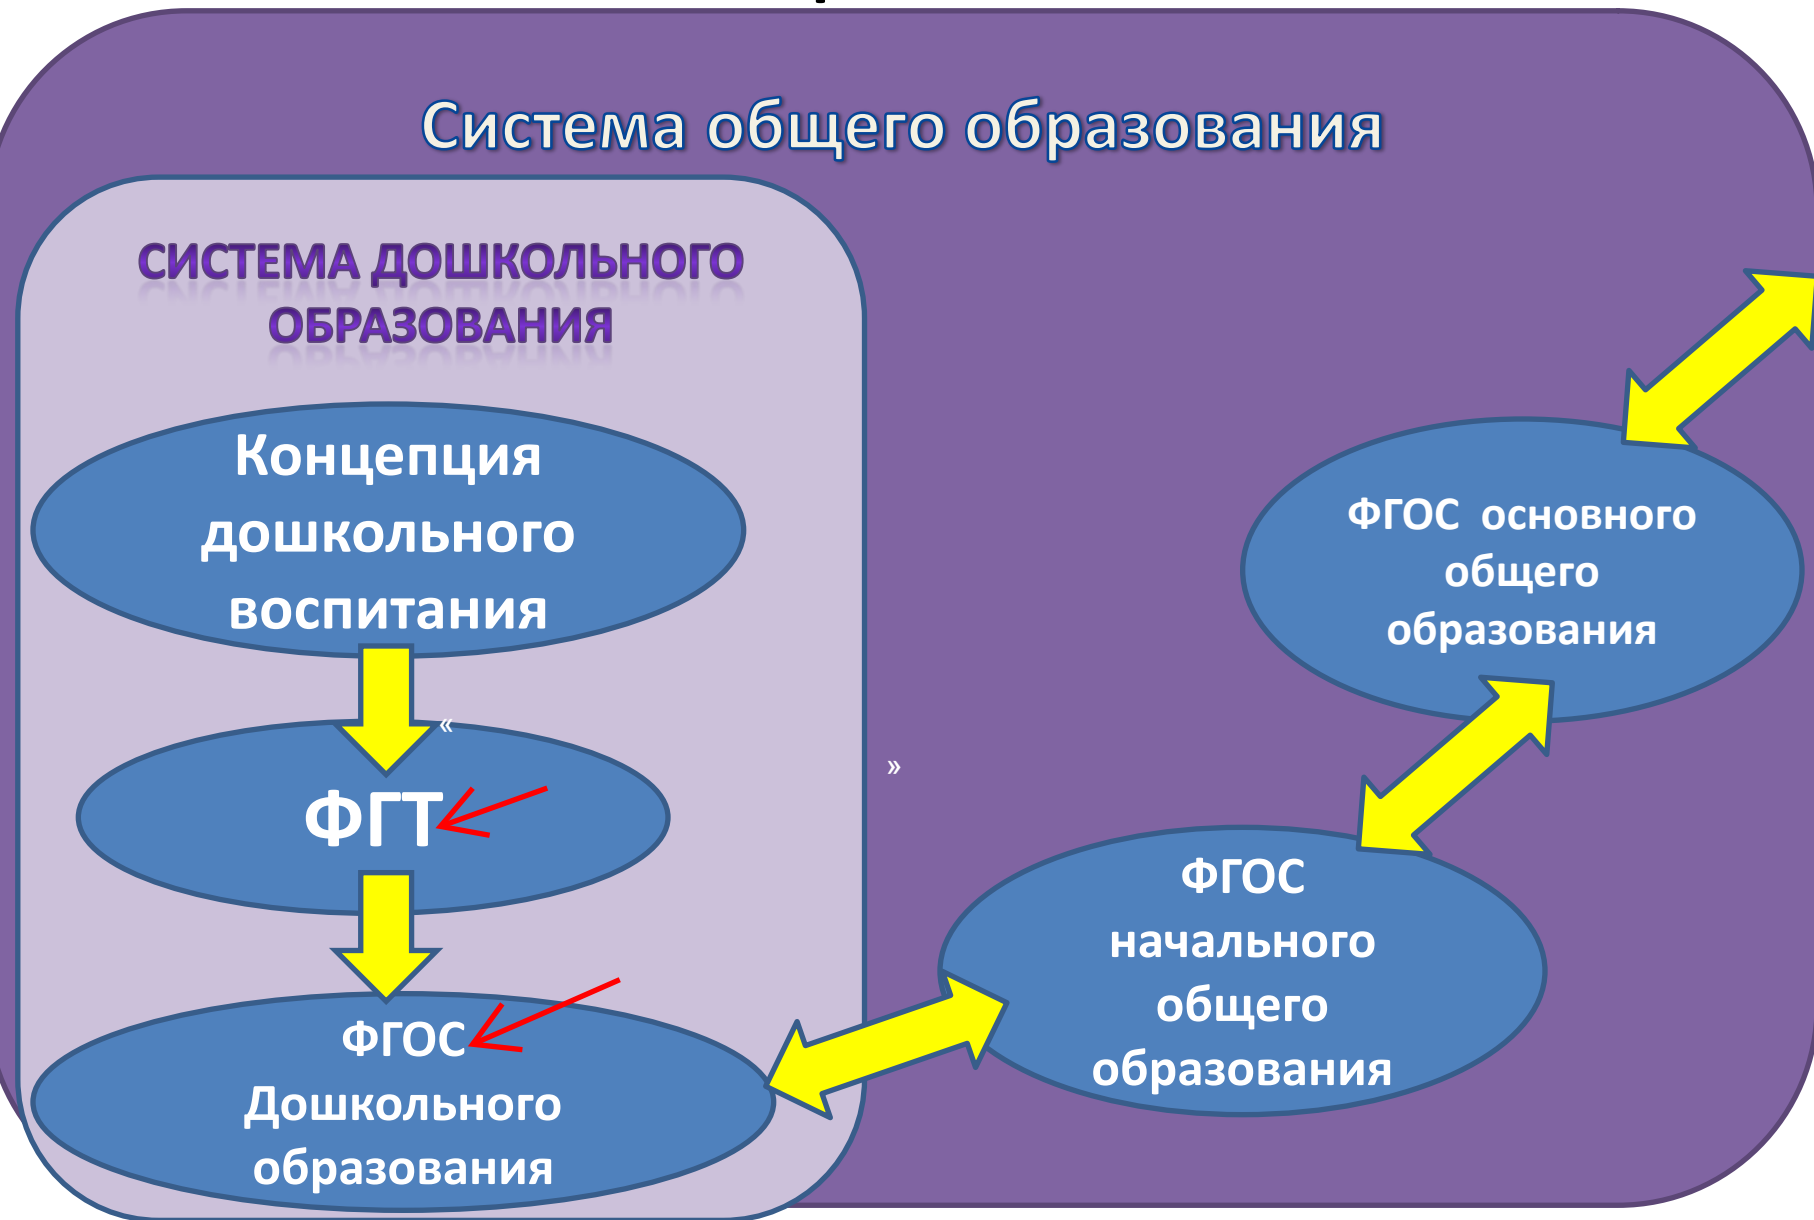 Система общего образования
СИСТЕМА ДОШКОЛЬНОГО
ОБРАЗОВАНИЯ
Концепция
дошкольного
воспитания
«
ФГТ
»
ФГОС
Дошкольного
образования
ФГОС
начального
общего
образования
ФГОС основного
общего
образования